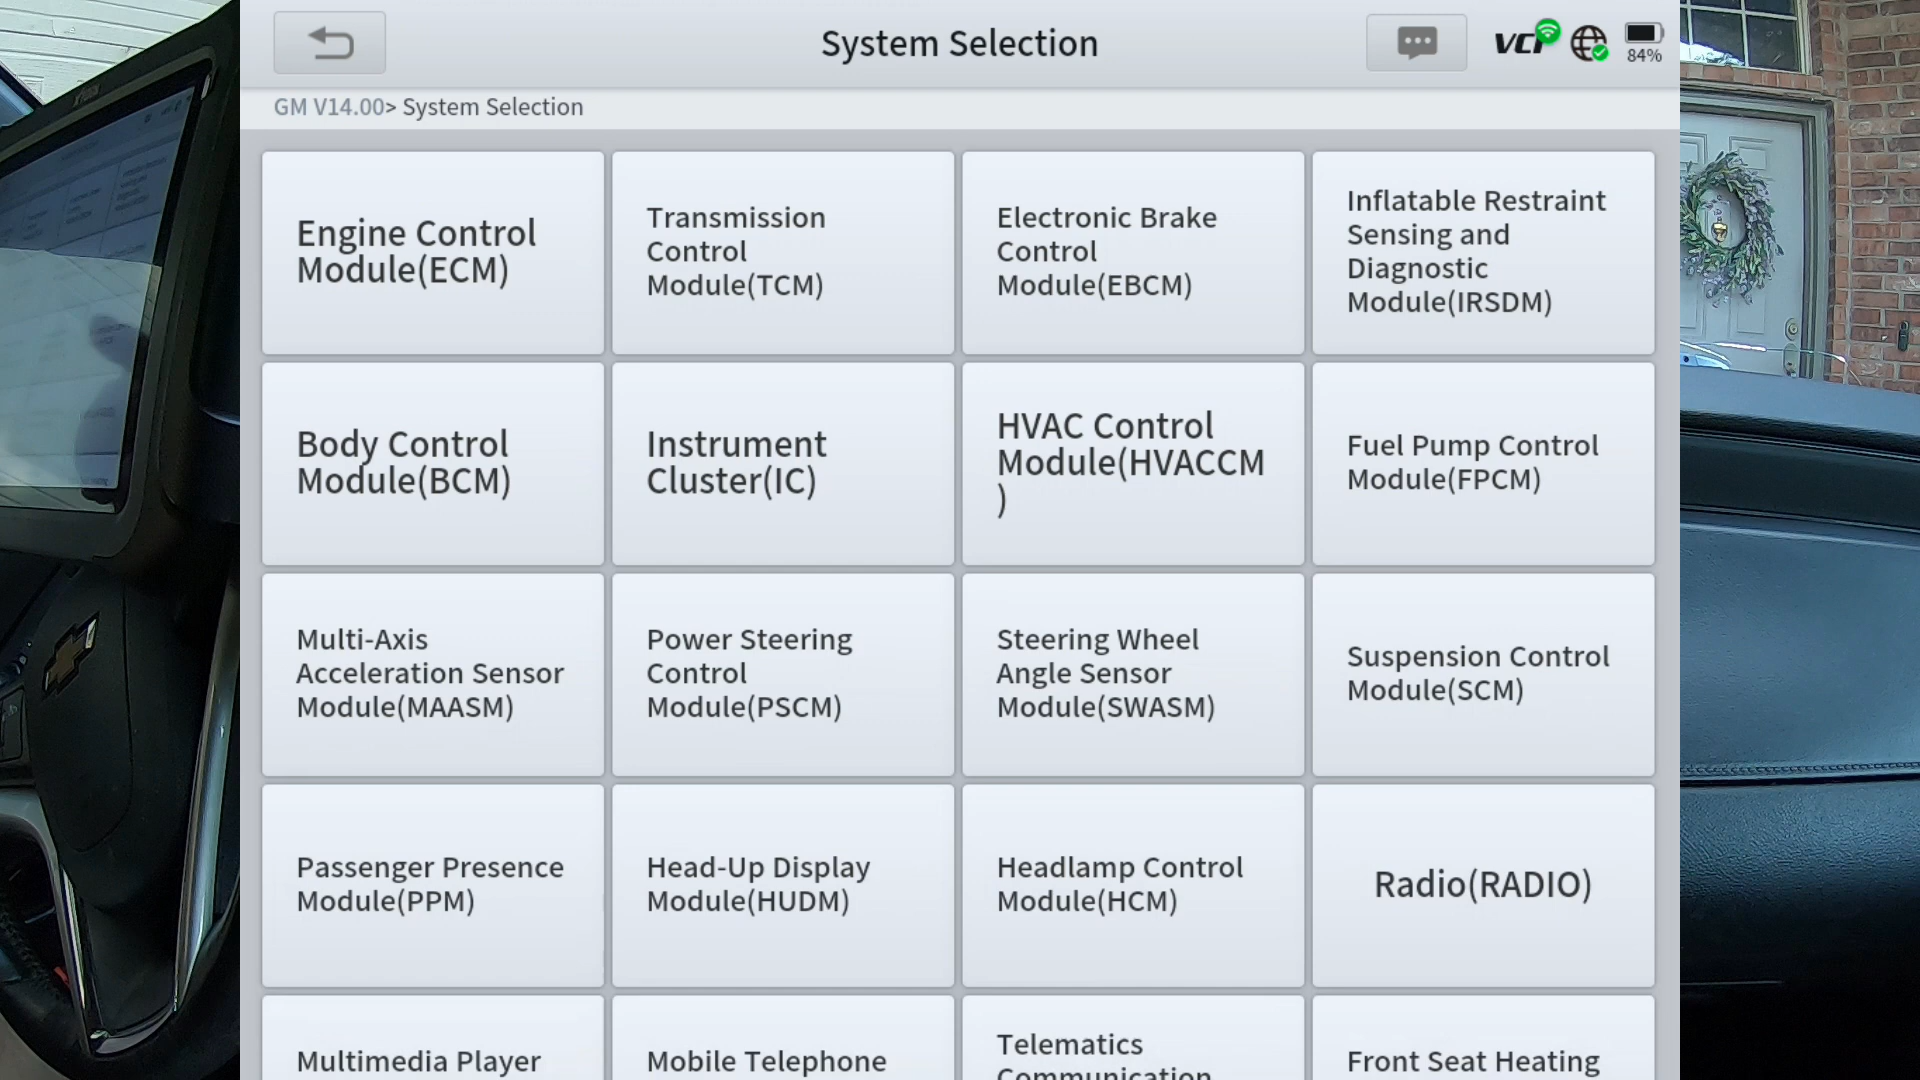 System Selection
VCI
84%
GM V14.00> System Selection
Engine Control
Module(ECM)
Transmission
Control
Module(TCM)
Electronic Brake
Control
Module(EBCM)
Inflatable Restraint
Sensing and
Diagnostic
Module(IRSDM)
Body Control
Module(BCM)
Instrument
Cluster(IC)
HVAC Control
Module(HVACCM
)
Fuel Pump Control
Module(FPCM)
Multi-Axis
Acceleration Sensor
Module(MAASM)
Power Steering
Control
Module(PSCM)
Steering Wheel
Angle Sensor
Module(SWASM)
Suspension Control
Module(SCM)
Passenger Presence
Module(PPM)
Head-Up Display
Module(HUDM)
Headlamp Control
Module(HCM)
Radio(RADIO)
Multimedia Player
Mobile Telephone
Telematics
Communication
Front Seat Heating